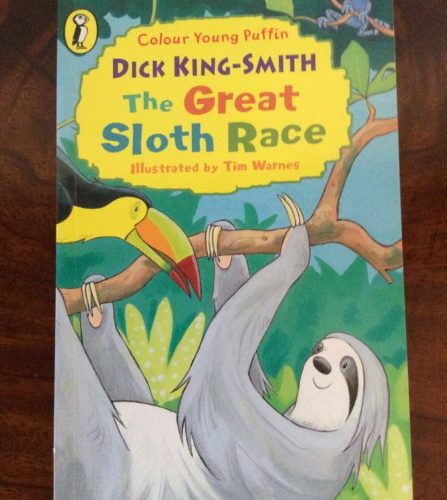 Colour Young Puffin
DICK KING-SMITH
The Great
Sloth Race
Illustrated by Tim Warnes